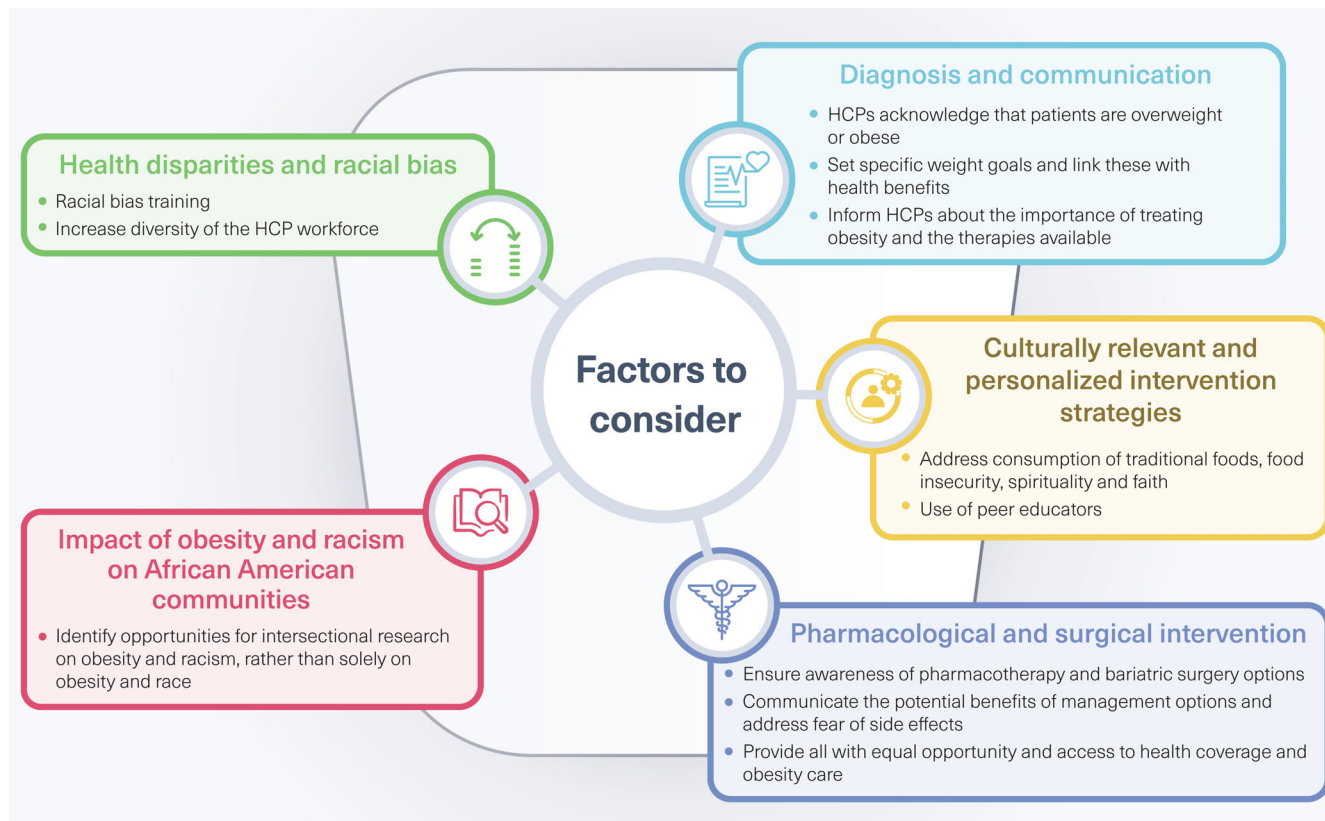 Factors to
consider
Health disparities and racial bias
• Racial bias training
• Increase diversity of the HCP workforce
Diagnosis and communication
• HCPs acknowledge that patients are overweight
or obese
• Set specific weight goals and link these with
health benefits
• Inform HCPs about the importance of treating
obesity and the therapies available
Culturally relevant and
personalized intervention
strategies
• Address consumption of traditional foods, food
insecurity, spirituality and faith
• Use of peer educators
Impact of obesity and racism
on African American
communities
• Identify opportunities for intersectional research
on obesity and racism, rather than solely on
obesity and race
Pharmacological and surgical intervention
• Ensure awareness of pharmacotherapy and bariatric surgery options
• Communicate the potential benefits of management options and
address fear of side effects
• Provide all with equal opportunity and access to health coverage and
obesity care